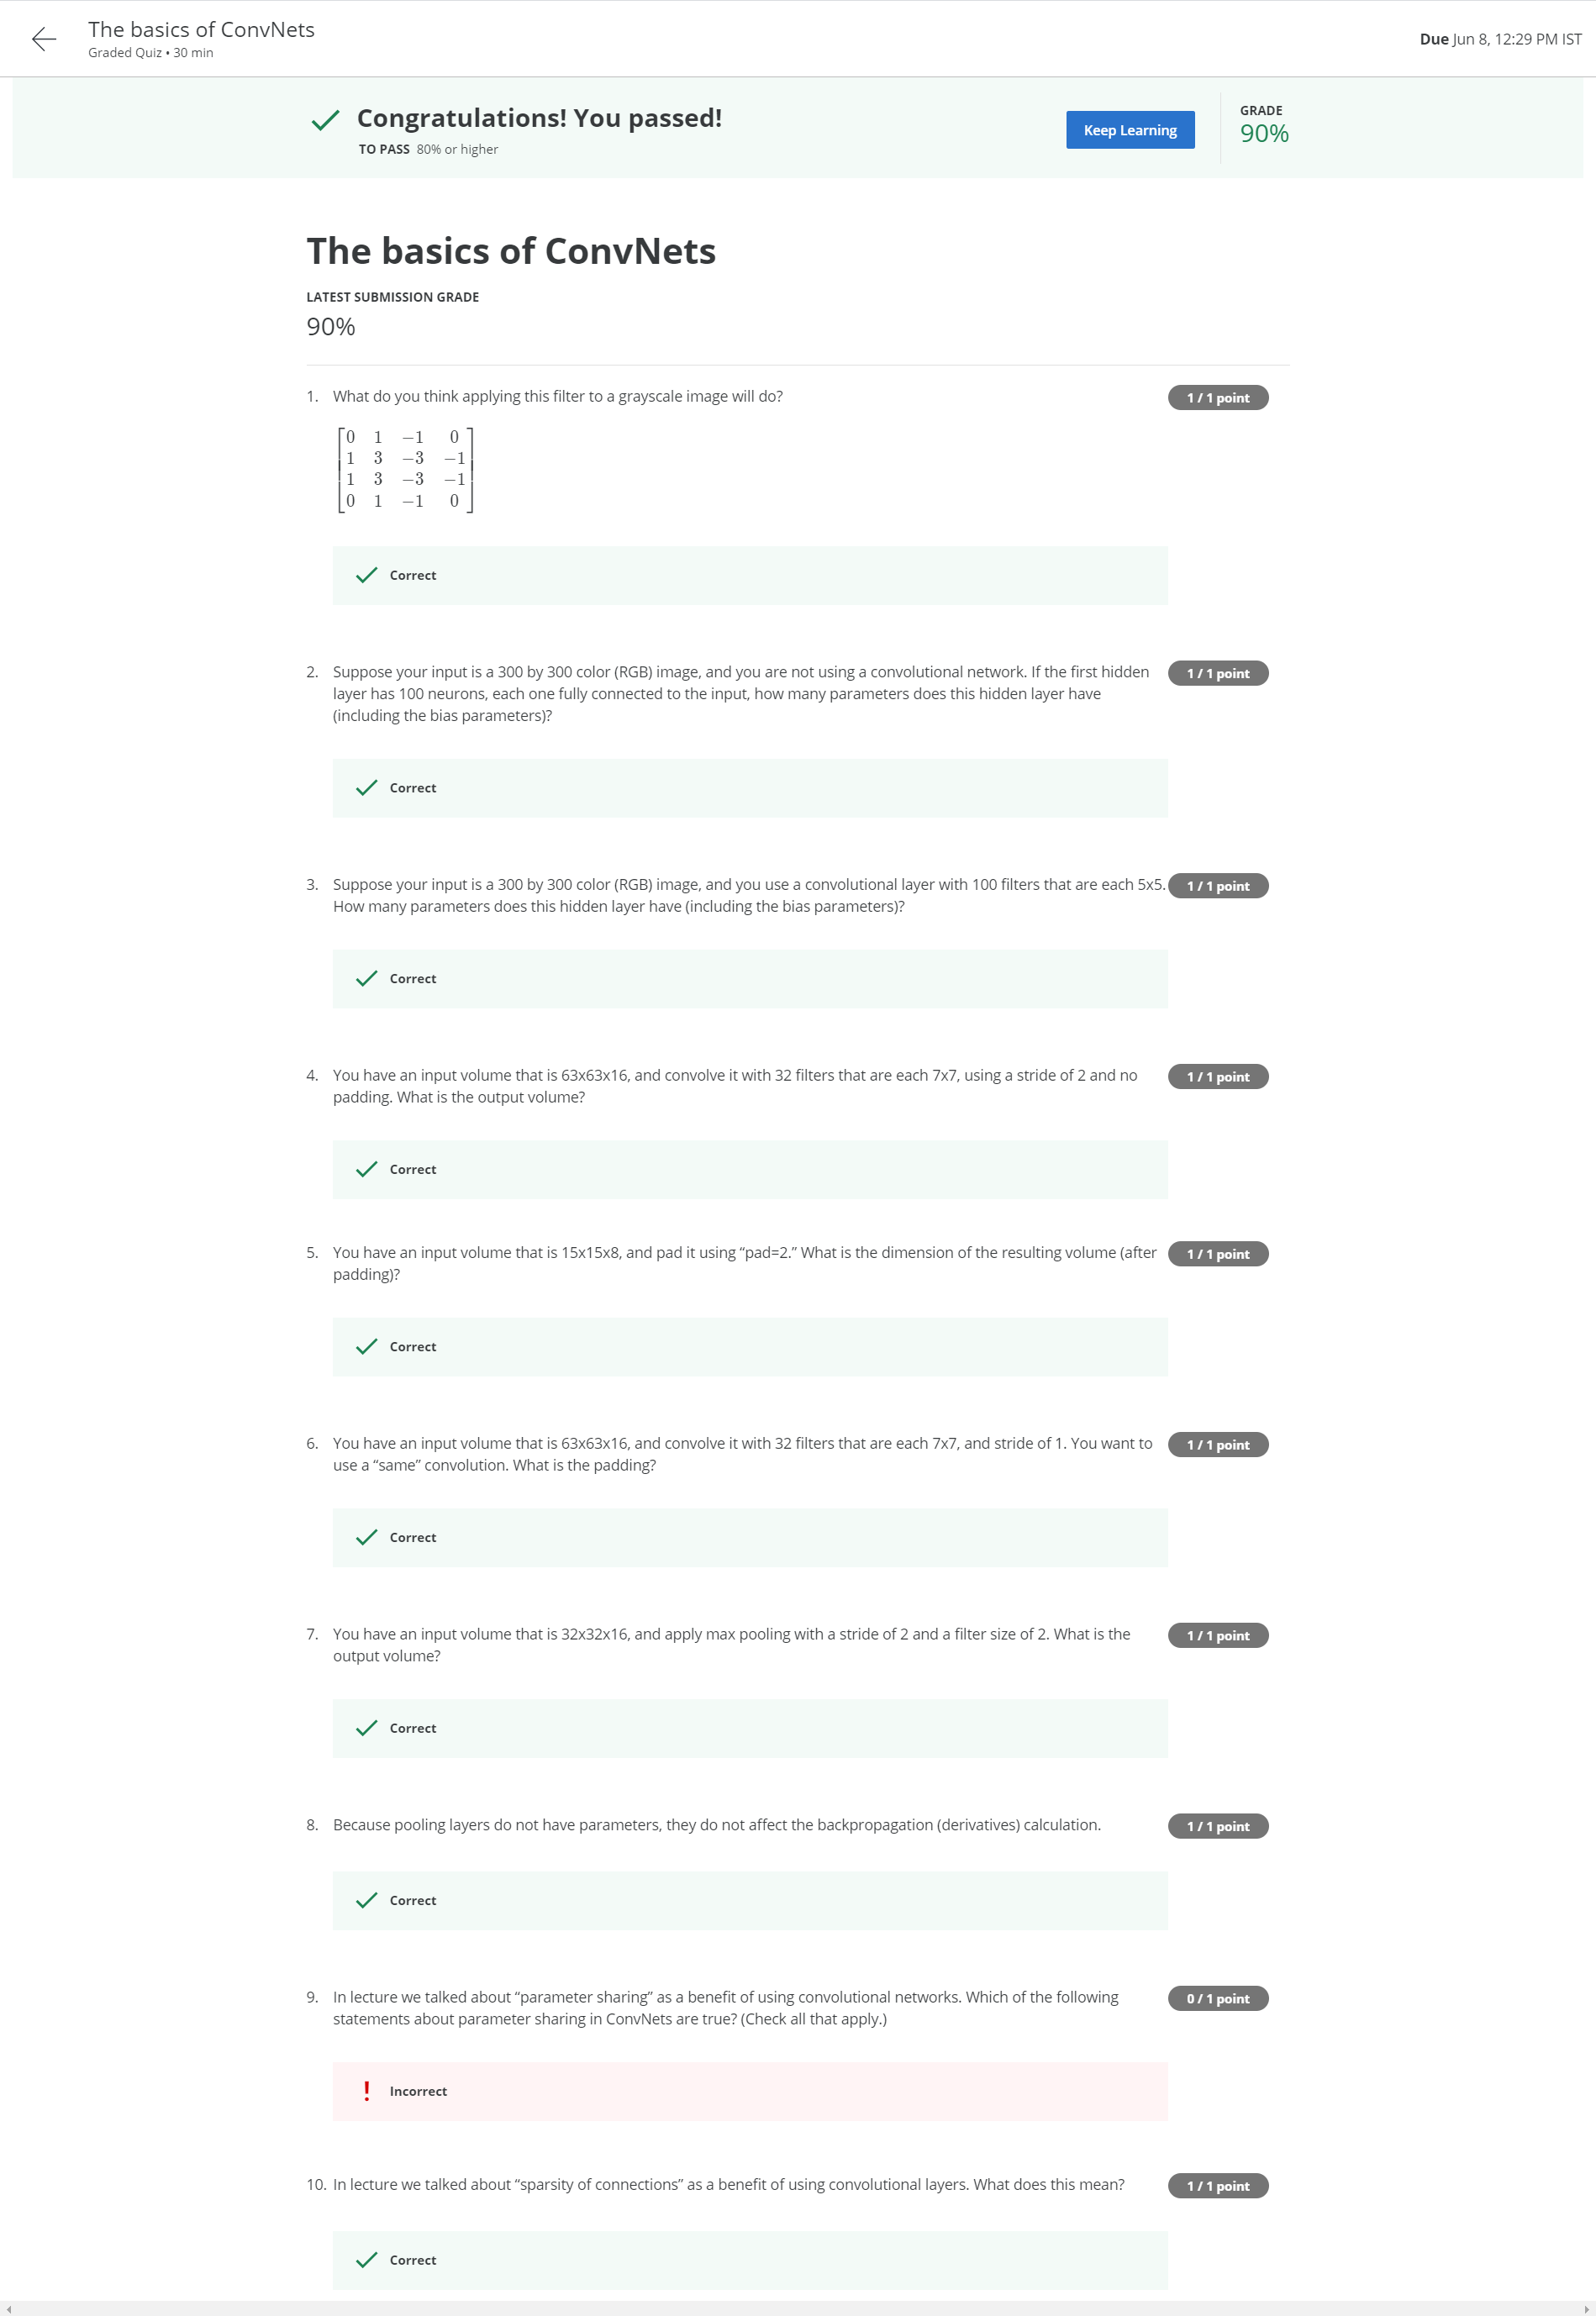 The basics of ConvNets
Graded Quiz • 30 min
Due Jun 8, 12:29 PM IST
Congratulations! You passed!
TO PASS 80% or higher
Keep Learning
GRADE
90%
The basics of ConvNets
LATEST SUBMISSION GRADE
90%
1. What do you think applying this filter to a grayscale image will do?
1 / 1 point
0 1 −1 0
1 3 −3 −1
1 3 −3 −1
0 1 −1 0
Correct
2. Suppose your input is a 300 by 300 color (RGB) image, and you are not using a convolutional network. If the first hidden
layer has 100 neurons, each one fully connected to the input, how many parameters does this hidden layer have
(including the bias parameters)?
1 / 1 point
Correct
3. Suppose your input is a 300 by 300 color (RGB) image, and you use a convolutional layer with 100 filters that are each 5x5.
How many parameters does this hidden layer have (including the bias parameters)?
1 / 1 point
Correct
4. You have an input volume that is 63x63x16, and convolve it with 32 filters that are each 7x7, using a stride of 2 and no
padding. What is the output volume?
1 / 1 point
Correct
5. You have an input volume that is 15x15x8, and pad it using “pad=2.” What is the dimension of the resulting volume (after
padding)?
1 / 1 point
Correct
6. You have an input volume that is 63x63x16, and convolve it with 32 filters that are each 7x7, and stride of 1. You want to
use a “same” convolution. What is the padding?
1 / 1 point
Correct
7. You have an input volume that is 32x32x16, and apply max pooling with a stride of 2 and a filter size of 2. What is the
output volume?
1 / 1 point
Correct
8. Because pooling layers do not have parameters, they do not affect the backpropagation (derivatives) calculation.
1 / 1 point
Correct
9. In lecture we talked about “parameter sharing” as a benefit of using convolutional networks. Which of the following
statements about parameter sharing in ConvNets are true? (Check all that apply.)
0 / 1 point
Incorrect
10. In lecture we talked about “sparsity of connections” as a benefit of using convolutional layers. What does this mean?
1 / 1 point
Correct